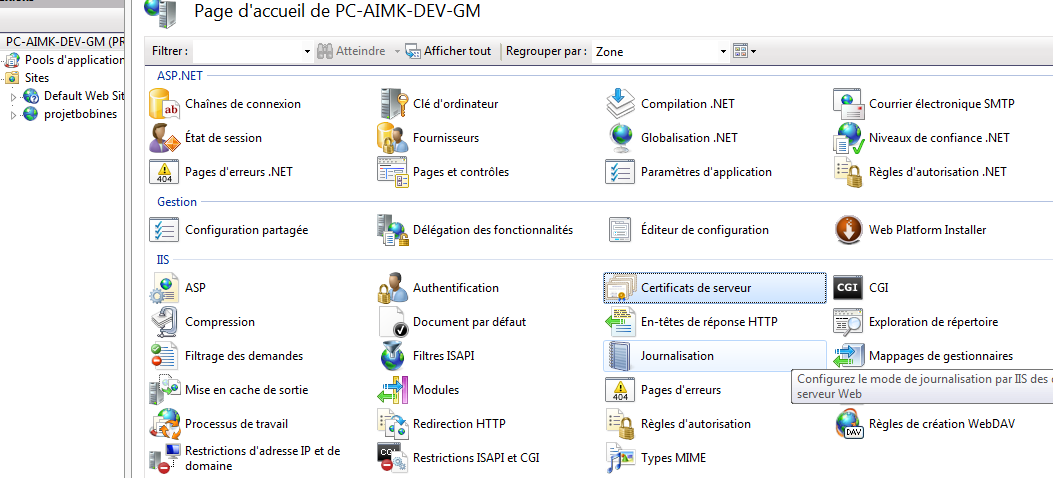 Page d'accueil de PC-AIMK-DEV-GM
PC-AIMK-DEV-GM (PR
Pools d'application
Sites
Default Web Sit
projetbobines
Filtrer :
Atteindre
Afficher tout
Regrouper par :
Zone
ASP.NET
Chaînes de connexion
Clé d'ordinateur
Compilation .NET
Courrier électronique SMTP
État de session
Fournisseurs
Globalisation .NET
Niveaux de confiance .NET
Pages d'erreurs .NET
Pages et contrôles
Paramètres d'application
Règles d'autorisation .NET
Gestion
Configuration partagée
Délégation des fonctionnalités
Éditeur de configuration
Web Platform Installer
IIS
ASP
Authentification
Certificats de serveur
CGI
CGI
Compression
Document par défaut
En-têtes de réponse HTTP
Exploration de répertoire
Filtrage des demandes
Filtres ISAPI
Journalisation
Mappages de gestionnaires
Configurez le mode de journalisation par IIS des
serveur Web
Mise en cache de sortie
Modules
404
Pages d'erreurs
Processus de travail
Redirection HTTP
Règles d'autorisation
DAV
Règles de création WebDAV
Restrictions d'adresse IP et de
domaine
Restrictions ISAPI et CGI
Types MIME